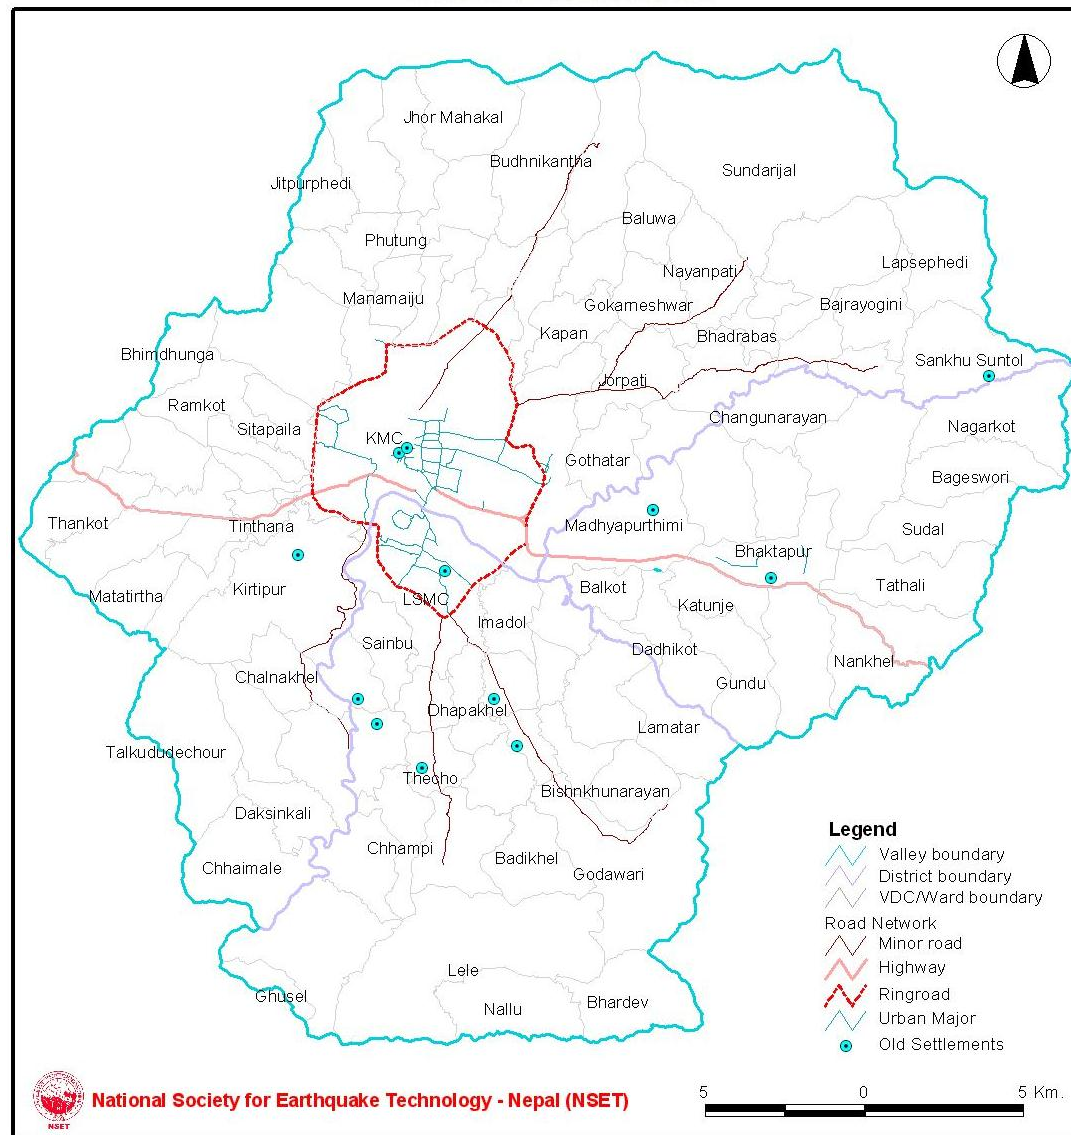 Jhor Mahakal
Budhnikantha
Sundarijal
Jitpurphedi
Baluwa
Phutung
Lapsephedi
Nayanpati
Manamaiju
Gokarneshwar
Bajrayogini
Kapan
Bhadrabas
Bhimdhunga
Sankhu Suntol
Jorpati
Ramkot
Changunarayan
Sitapaila
Nagarkot
KMC
Gothatar
Bageswori
Thankot
Tinthana
Madhyapurthimi
Sudal
Bhaktapur
Kirtipur
Balkot
Tathali
Matatirtha
LSMC
Katunje
Imadol
Sainbu
Dadhikot
Nankhel
Chalnakhel
Gundu
Dhapakhel
Lamatar
Talkududechour
Thecho
Bishnkhunarayan
Daksinkali
Chhampi
Badikhel
Chhaimale
Godawari
Lele
Ghusel
Nallu
Bhardev
Legend
Valley boundary
District boundary
VDC/Ward boundary
Road Network
Minor road
Highway
Ringroad
Urban Major
Old Settlements
NSET
National Society for Earthquake Technology - Nepal (NSET)
5 0 5 Km.